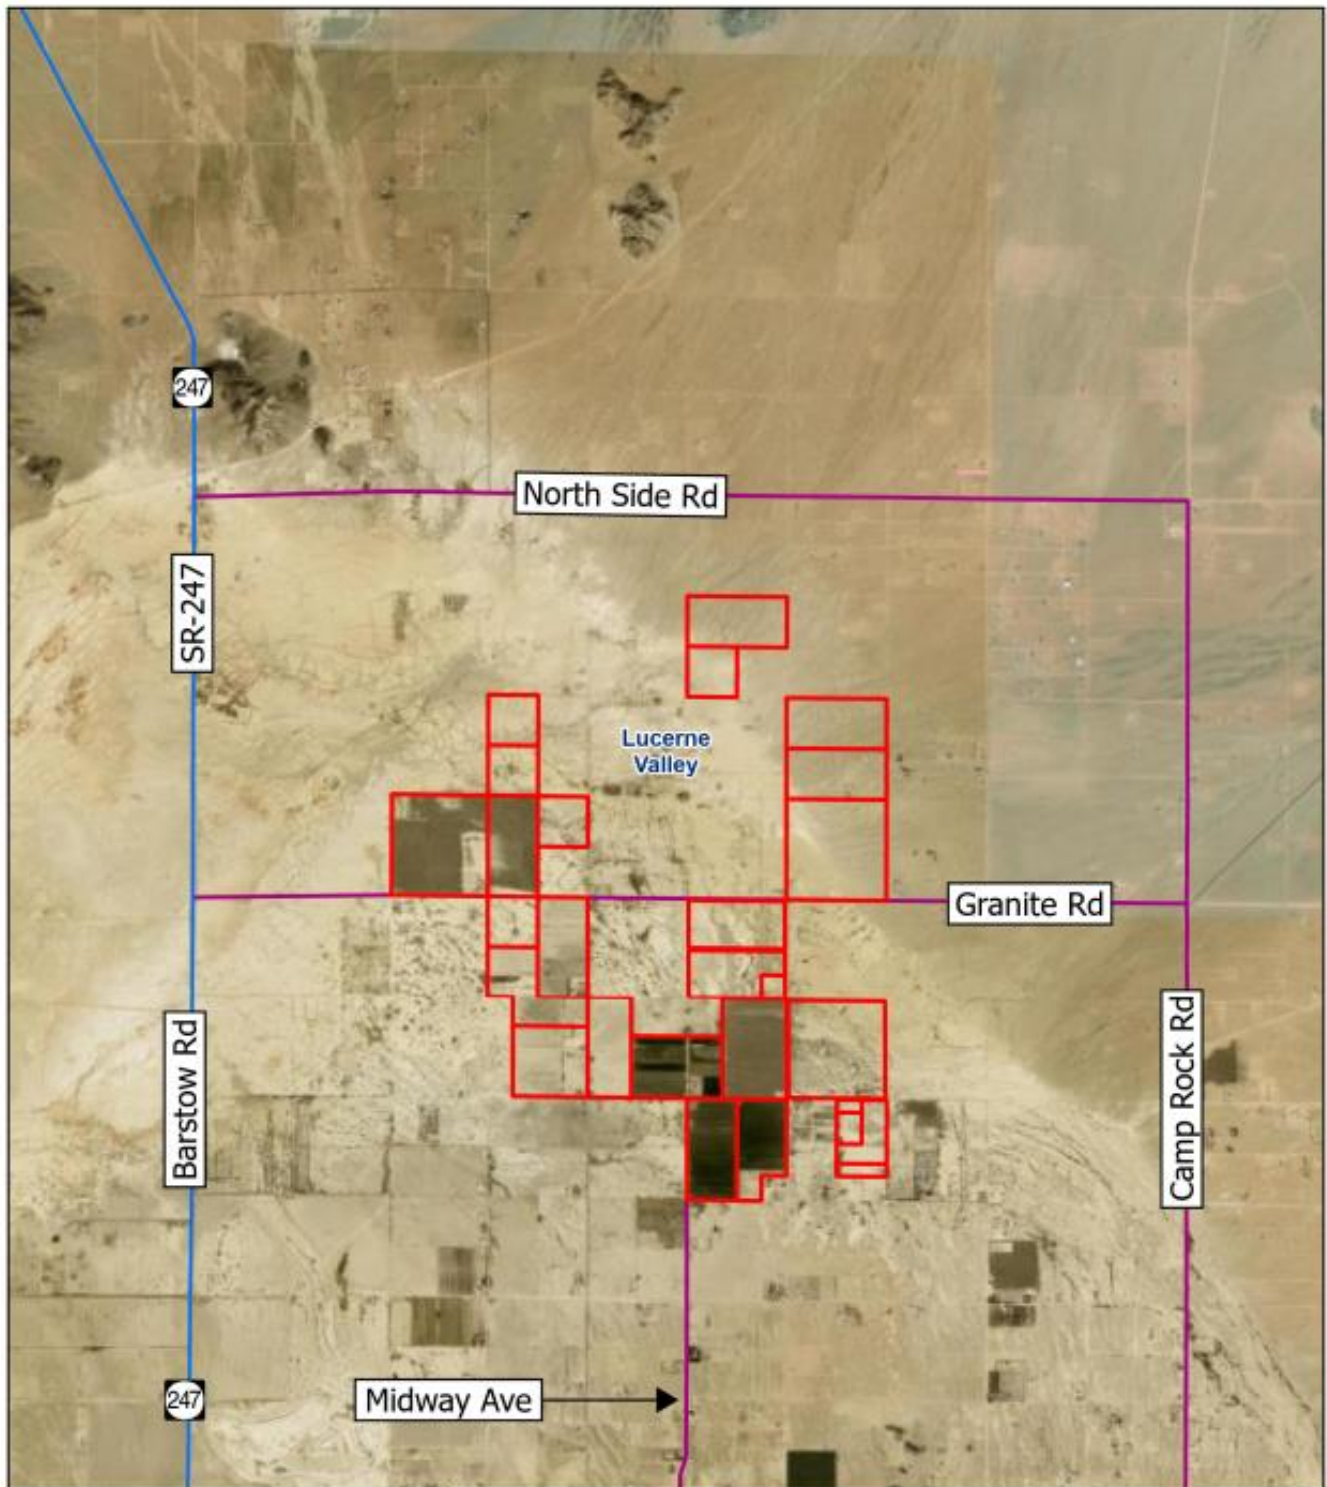 247
North Side Rd
SR-247
Lucerne
Valley
Granite Rd
Barstow Rd
Camp Rock Rd
Midway Ave
247